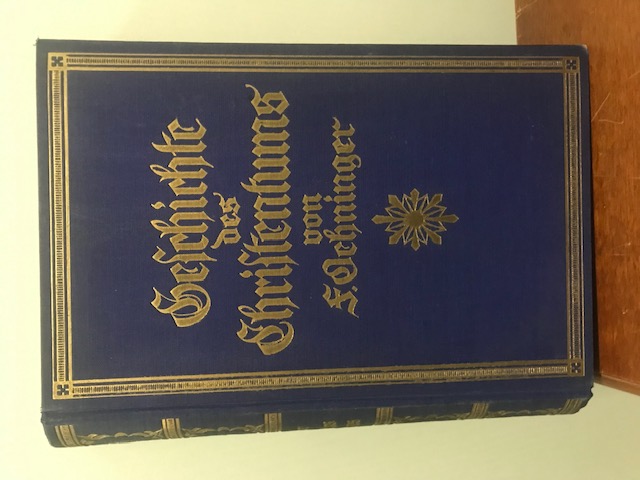 Geschichte
des
Christentums
von
F. Oehninger